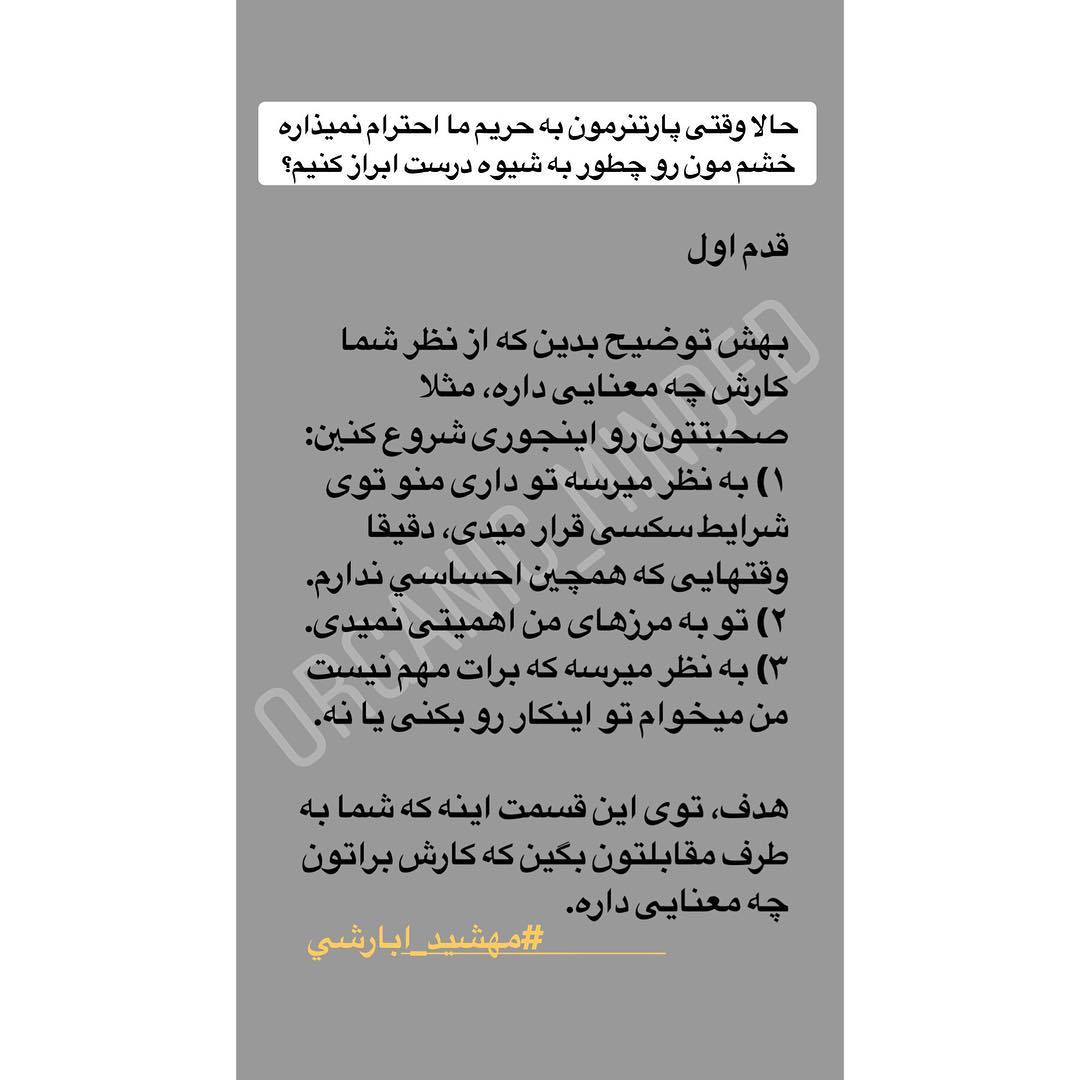 حالا وقتی پارتنرمون به حریم ما احترام نمیذاره
خشم مون رو چطور به شیوه درست ابراز کنیم؟
قدم اول
بهش توضیح بدین که از نظر شما
کارش چه معنایی داره، مثلا
صحبتتون رو اینجوری شروع کنین:
۱) به نظر میرسه تو داری منو توی
شرایط سکسی قرار میدی، دقیقا
وقتهایی که همچین احساسي ندارم.
۲) تو به مرزهای من اهمیتی نمیدی.
۳) به نظر میرسه که برات مهم نیست
من میخوام تو اینکار رو بکنی یا نه.
هدف، توی این قسمت اینه که شما به
طرف مقابلتون بگین که کارش براتون
چه معنایی داره.
#مهشید_ابارشي
ORGANIC_MINDED